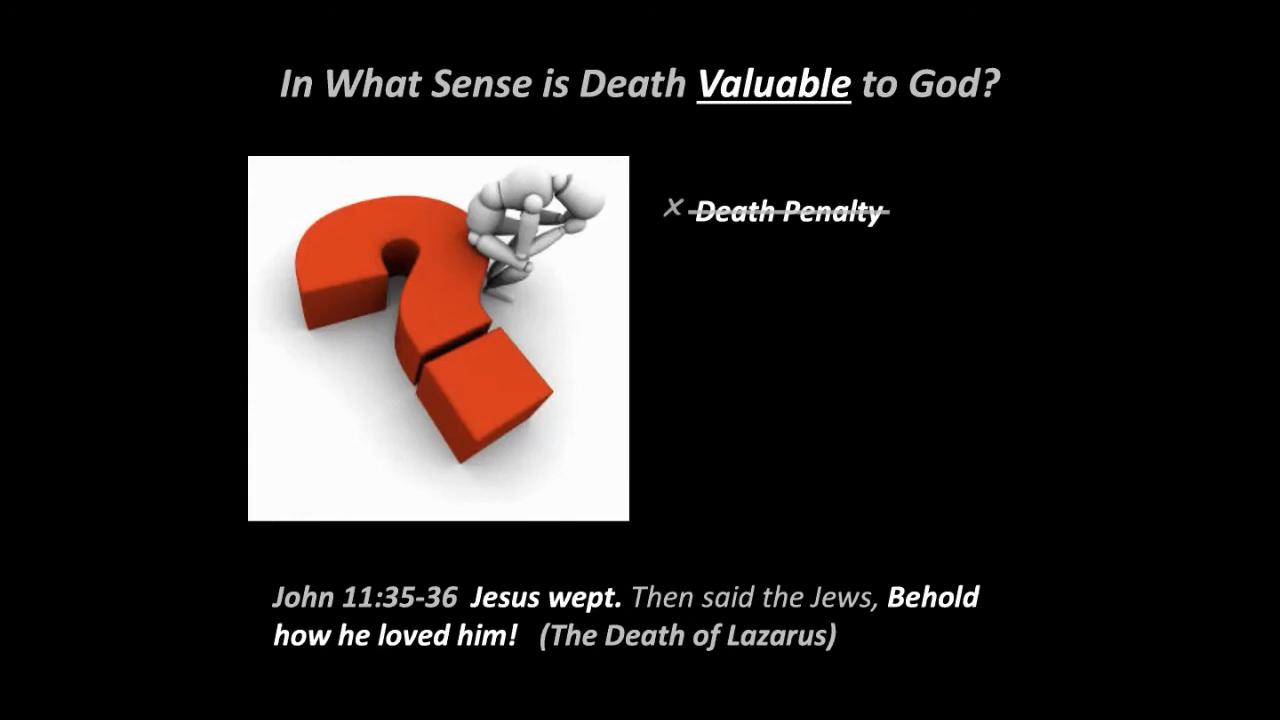 In What Sense is Death Valuable to God?
× Death Penalty
John 11:35-36 Jesus wept. Then said the Jews, Behold
how he loved him! (The Death of Lazarus)